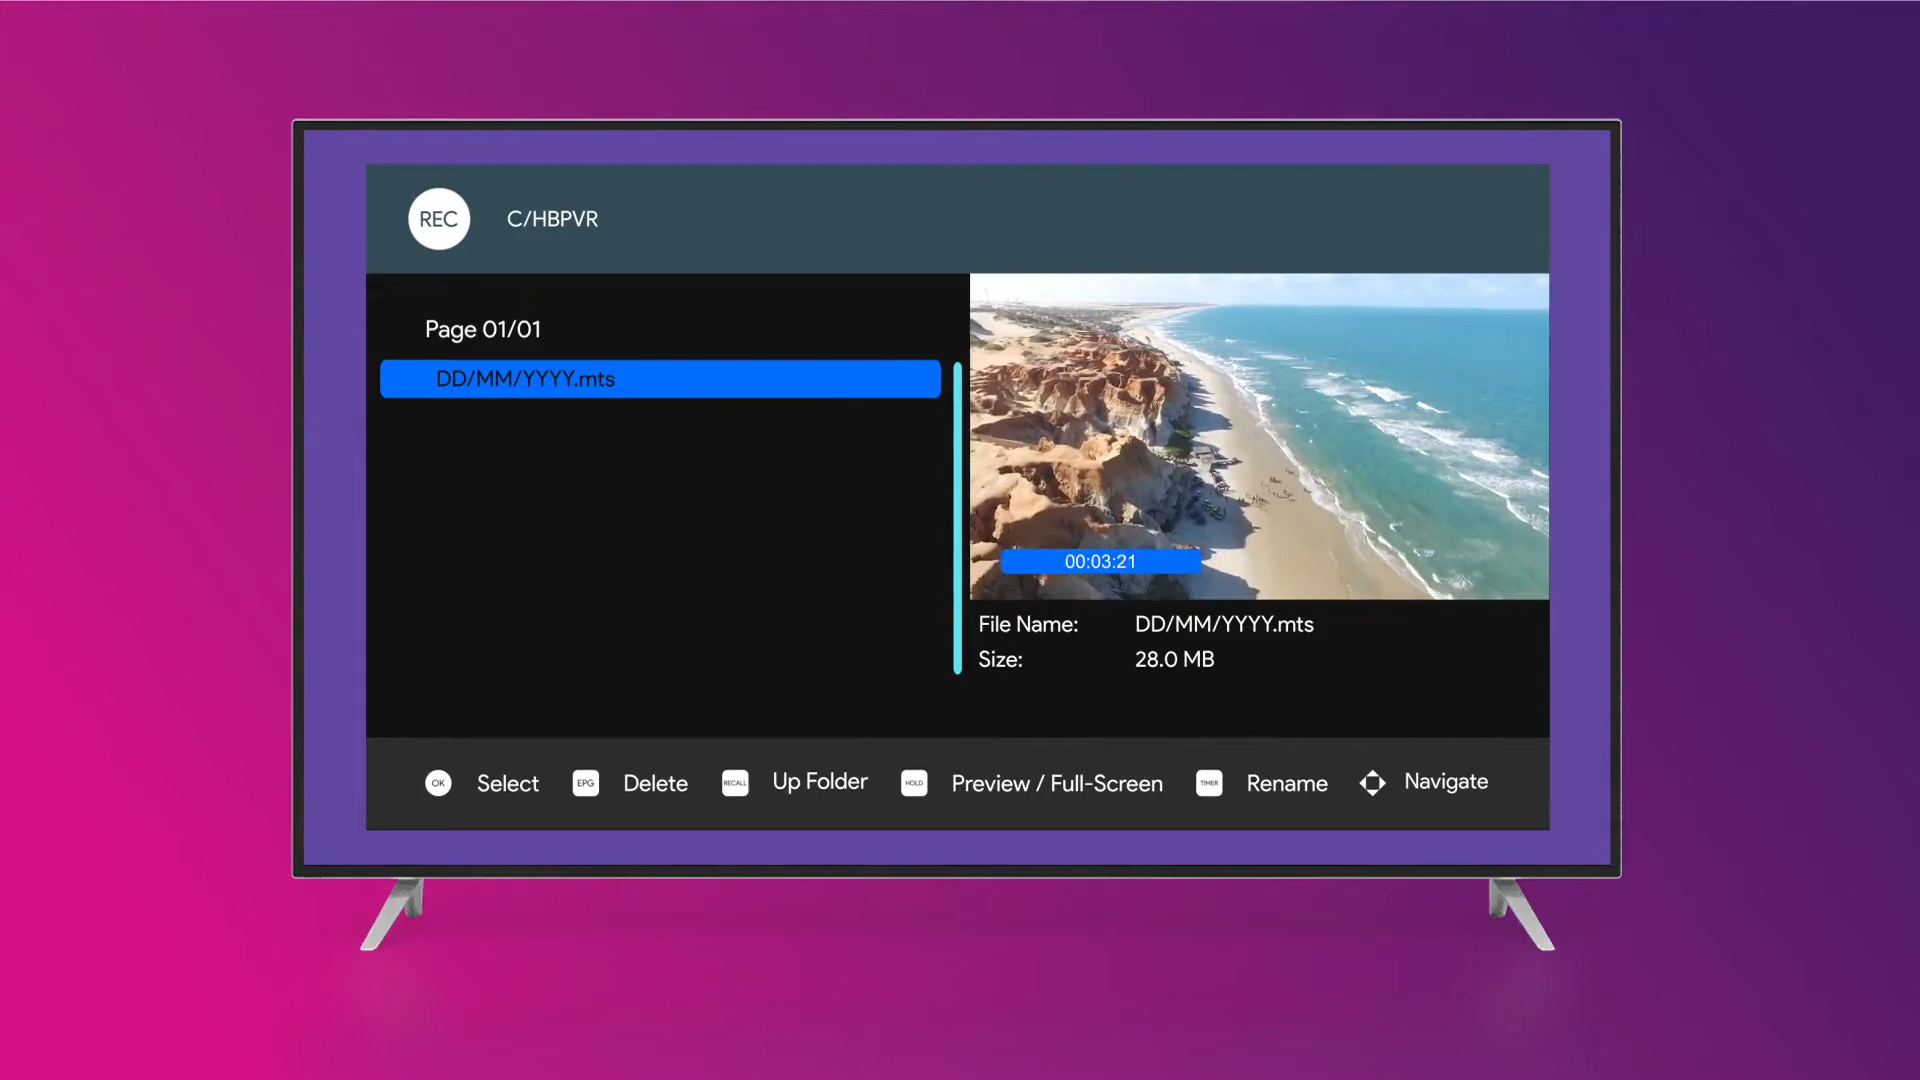 REC
C/HBPVR
Page 01/01
DD/MM/YYYY.mts
00:03:21
File Name: DD/MM/YYYY.mts
Size: 28.0 MB
OK Select EPG Delete RECALL Up Folder HOLD Preview / Full-Screen TIMER Rename Navigate